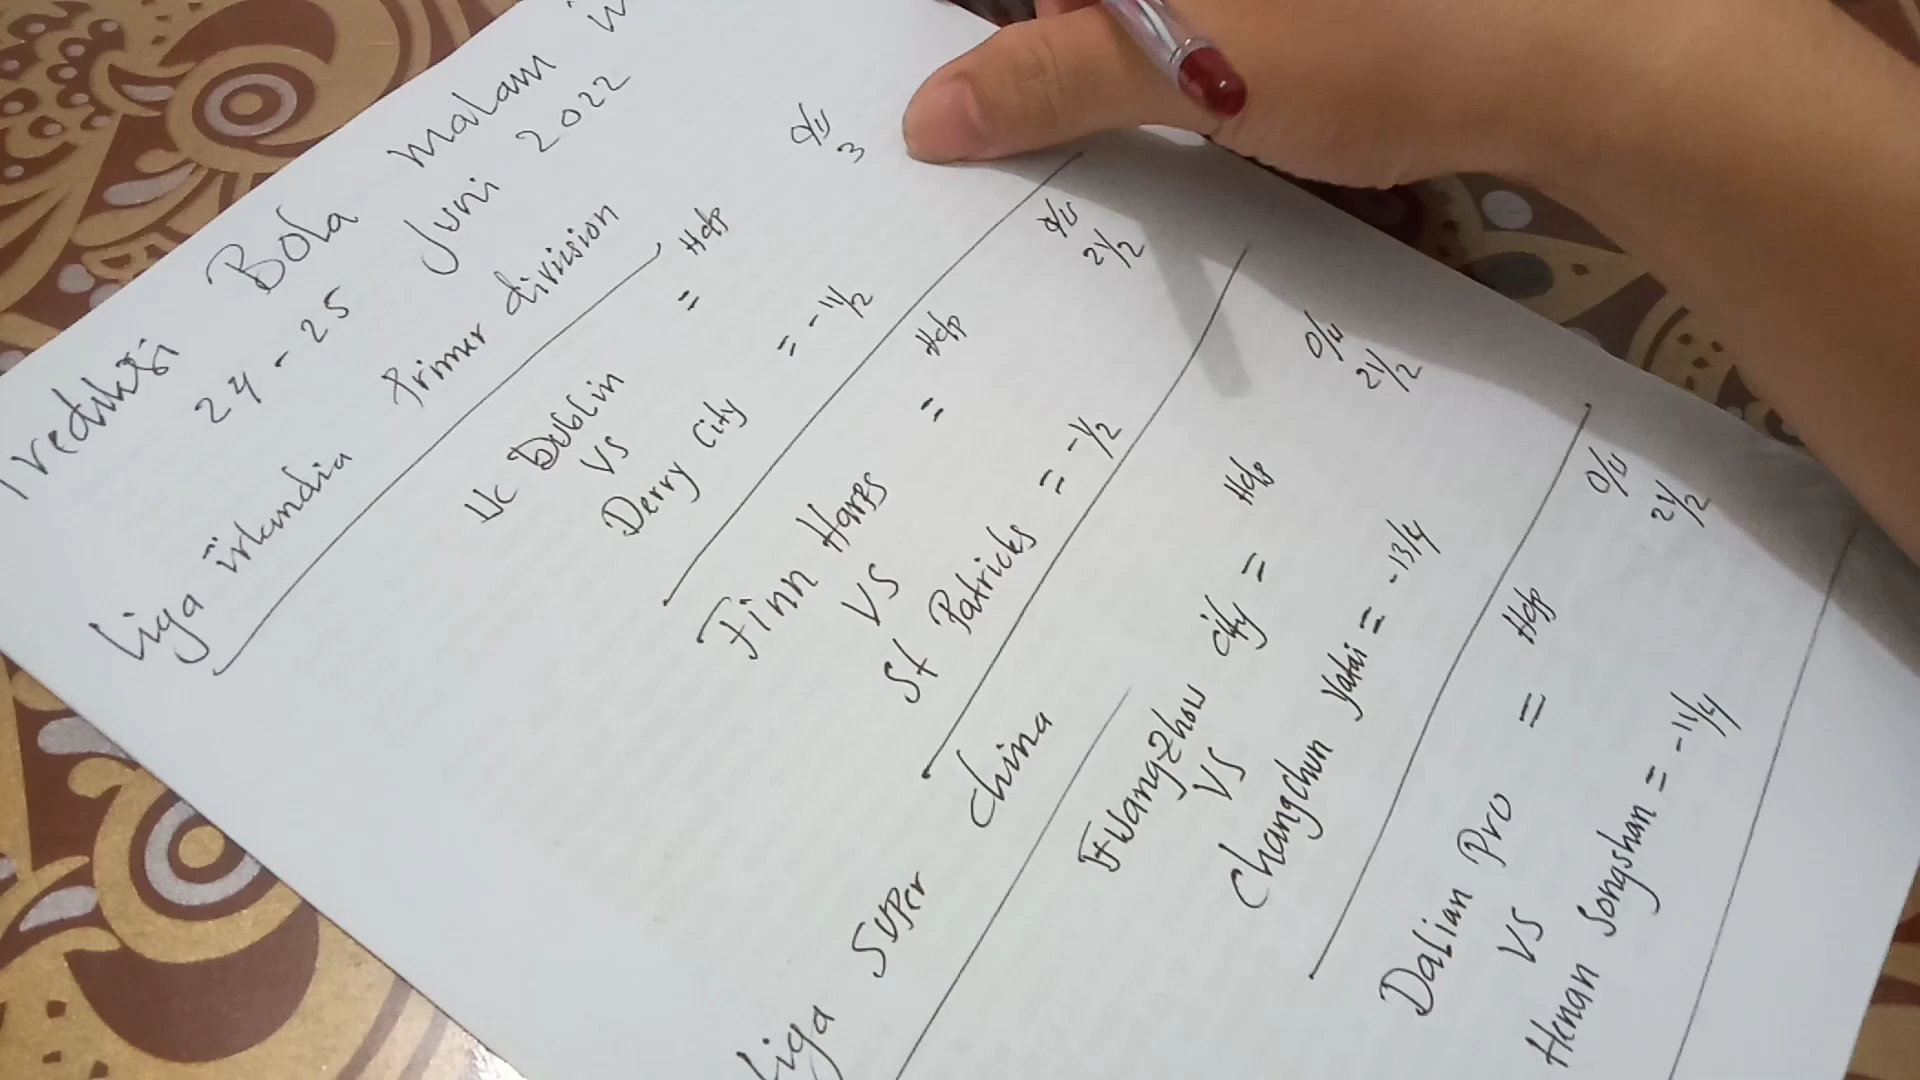 Prediksi Bola Malam
24 - 25 Juni 2022
Liga irlandia Primer division
Hdp O/U
Uc Dublin = 3
VS
Derry City = -1 1/2
Hdp O/U
Finn Harps = 2 1/2
VS
St Patricks = -1/2
Liga Super China
Hdp O/U
Guangzhou City = 2 1/2
VS
Changchun Yatai = -1 3/4
Hdp O/U
Dalian Pro = 2 1/2
VS
Henan Songshan = -1 1/4